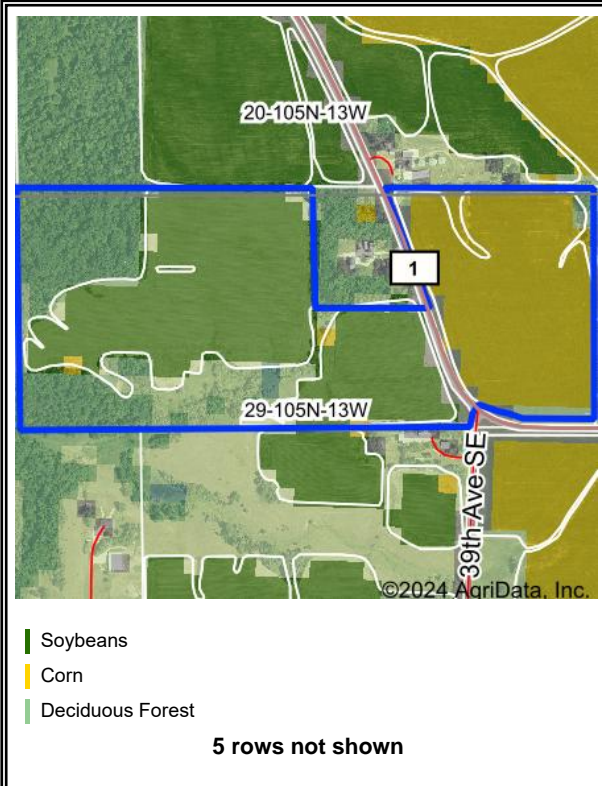 20-105N-13W
1
29-105N-13W
39th Ave SE
©2024 AgriData, Inc.
Soybeans
Corn
Deciduous Forest
5 rows not shown